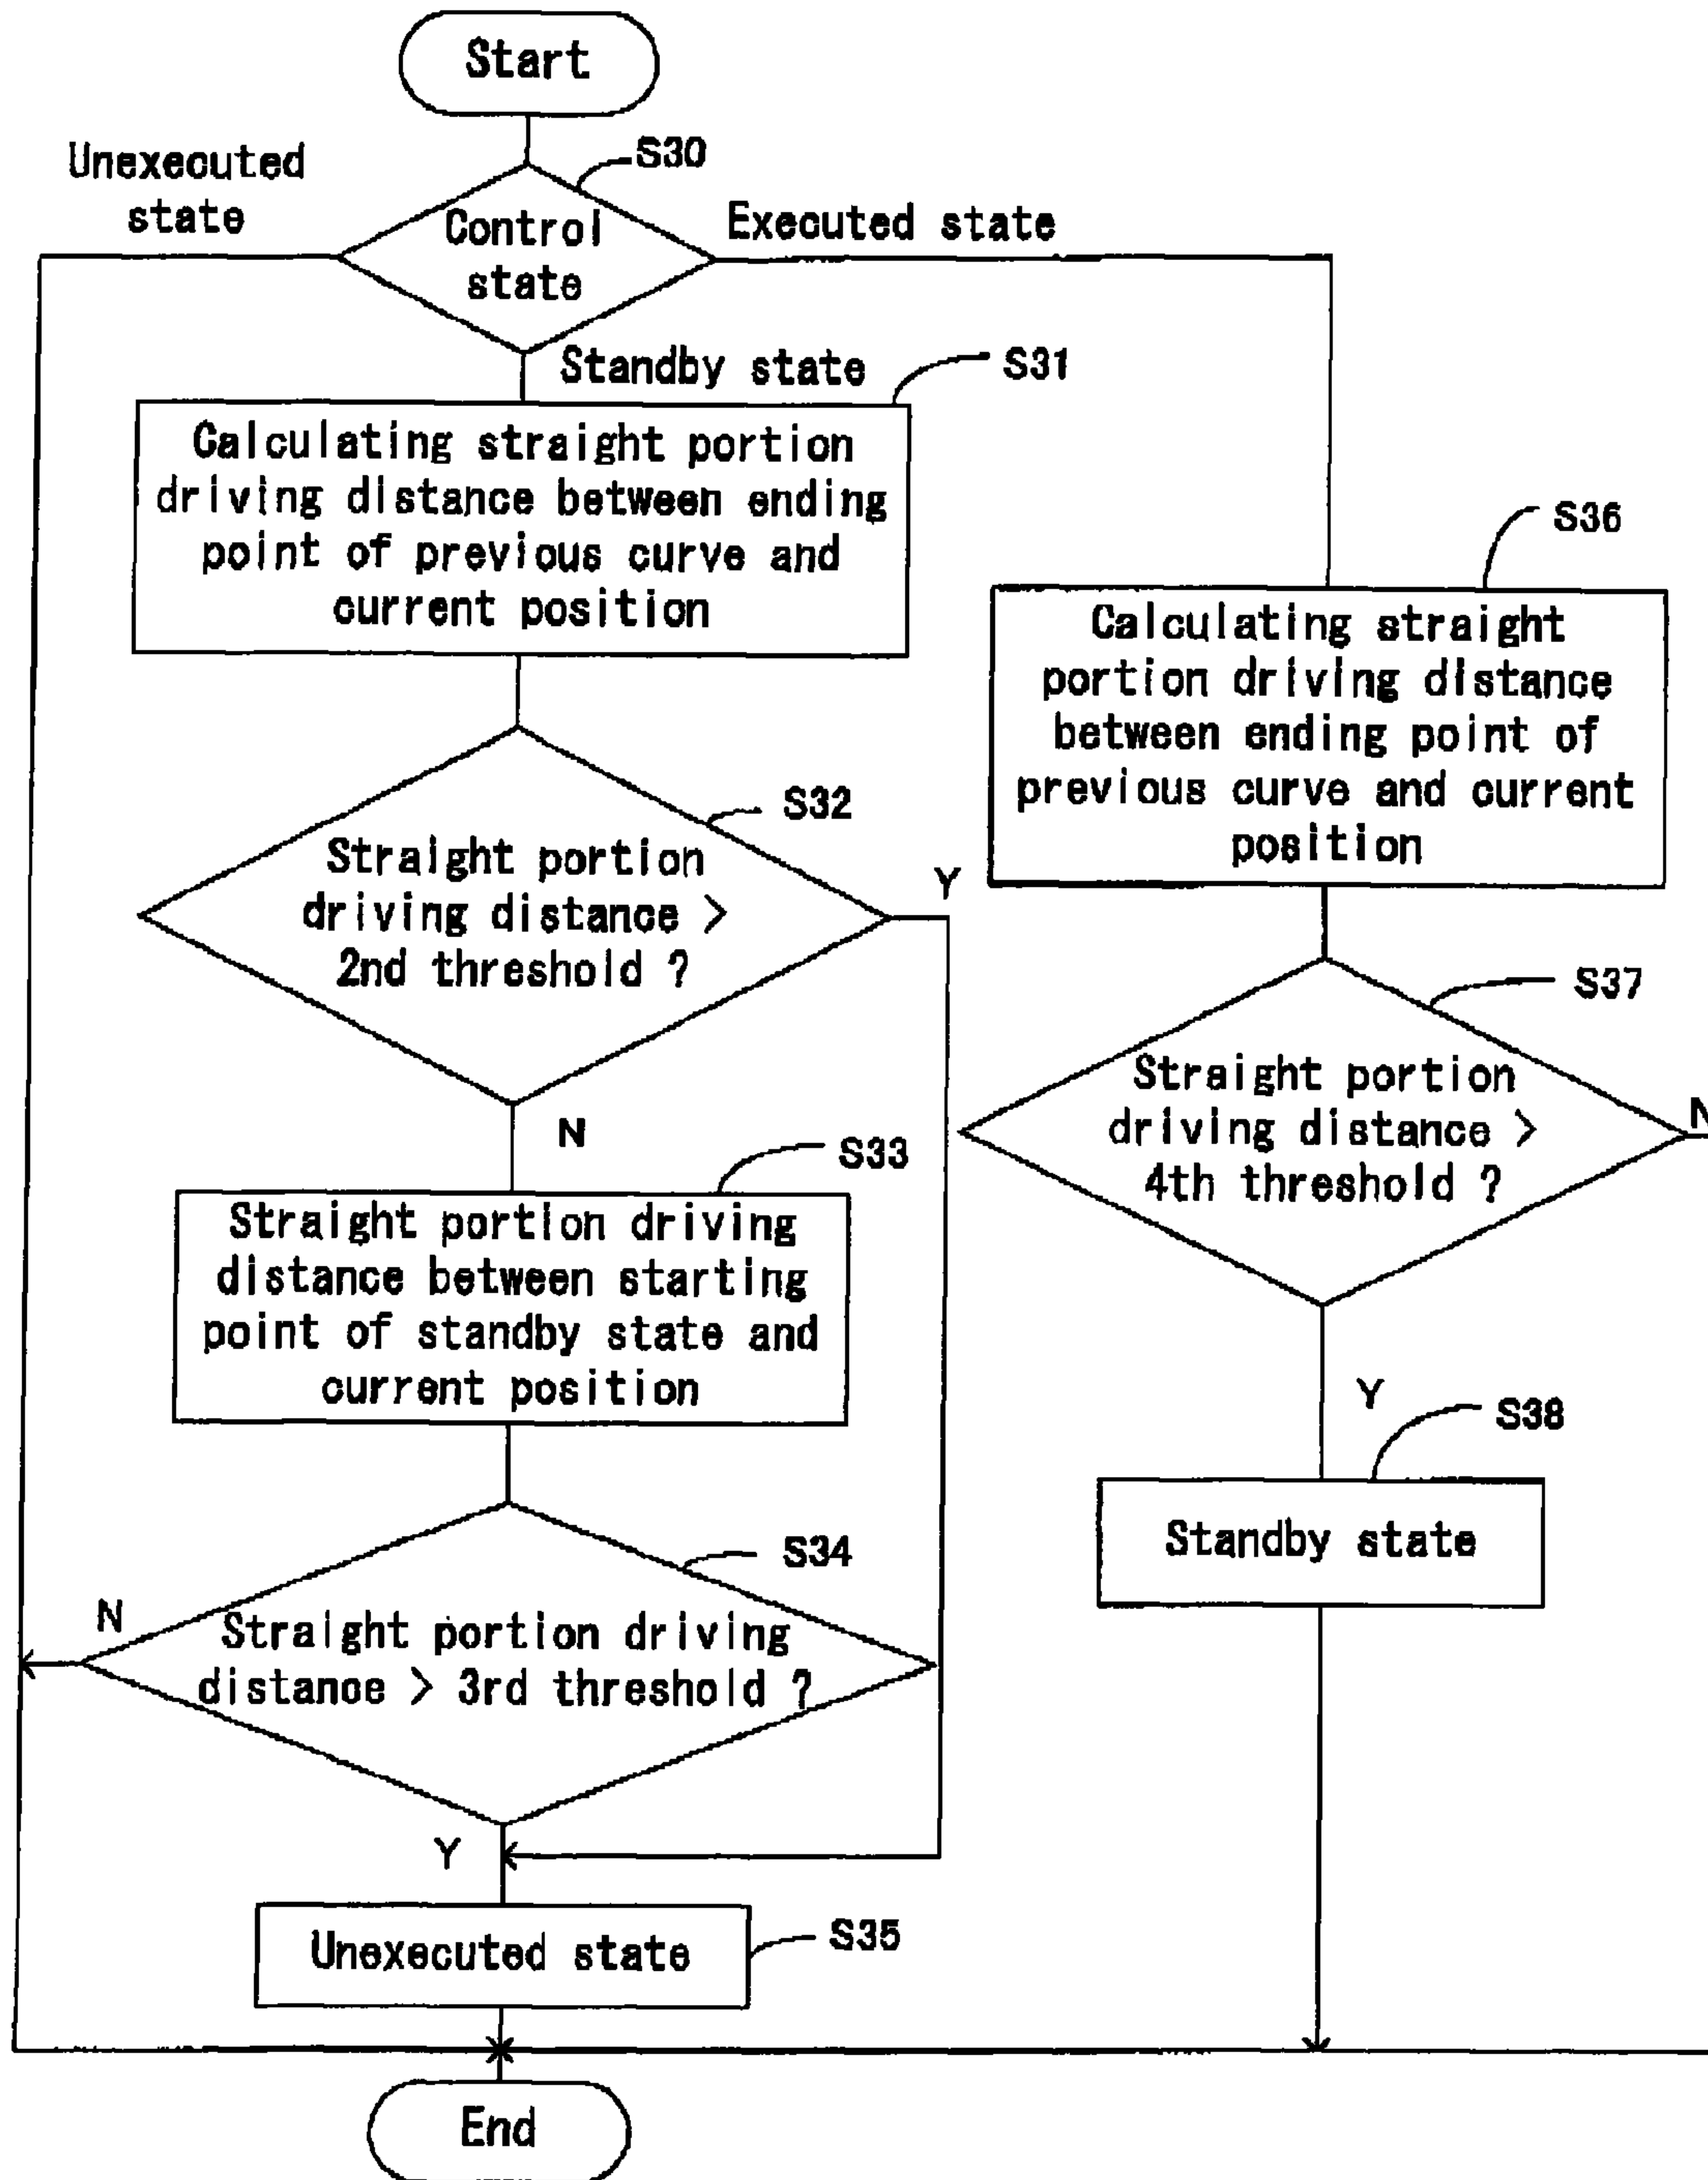 Start
S30
Unexecuted
state
Control
state
Executed state
Standby state
S31
Calculating straight portion
driving distance between ending
point of previous curve and
current position
S36
Calculating straight
portion driving distance
between ending point of
previous curve and current
position
S32
Straight portion
driving distance >
2nd threshold ?
Y
N
S37
Straight portion
driving distance >
4th threshold ?
N
Y
S33
Straight portion driving
distance between starting
point of standby state and
current position
S38
Standby state
S34
N
Straight portion driving
distance > 3rd threshold ?
Y
Unexecuted state
S35
End